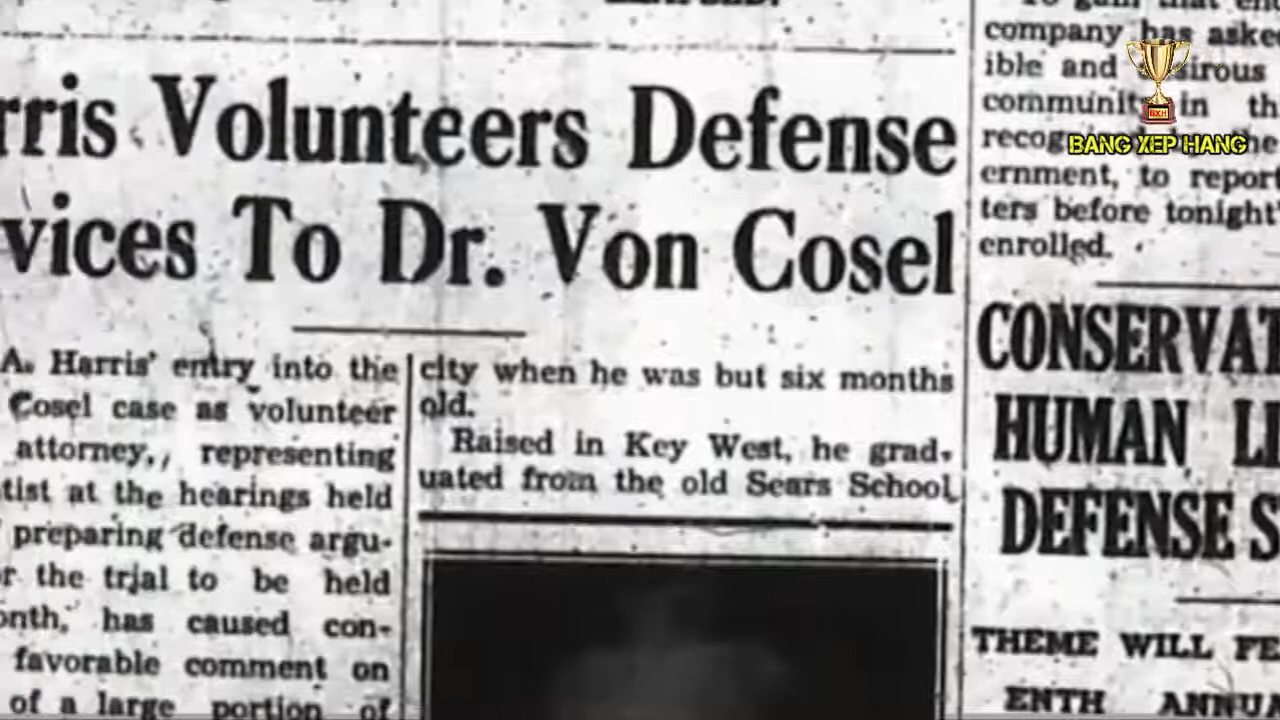 rris Volunteers Defense
vices To Dr. Von Cosel
A. Harris' entry into the
Cosel case as volunteer
attorney,, representing
tist at the hearings held
preparing defense argu-
r the trial to be held
onth, has caused con-
favorable comment on
of a large portion of
city when he was but six months
old.
Raised in Key West, he grad-
uated from the old Sears School,
company has aske
ible and sirous
communit in th
recog he
ernment, to report
ters before tonight'
enrolled.
CONSERVAT
HUMAN LI
DEFENSE S
THEME WILL FE
ENTH ANNUA
BXH
BANG XEP HANG